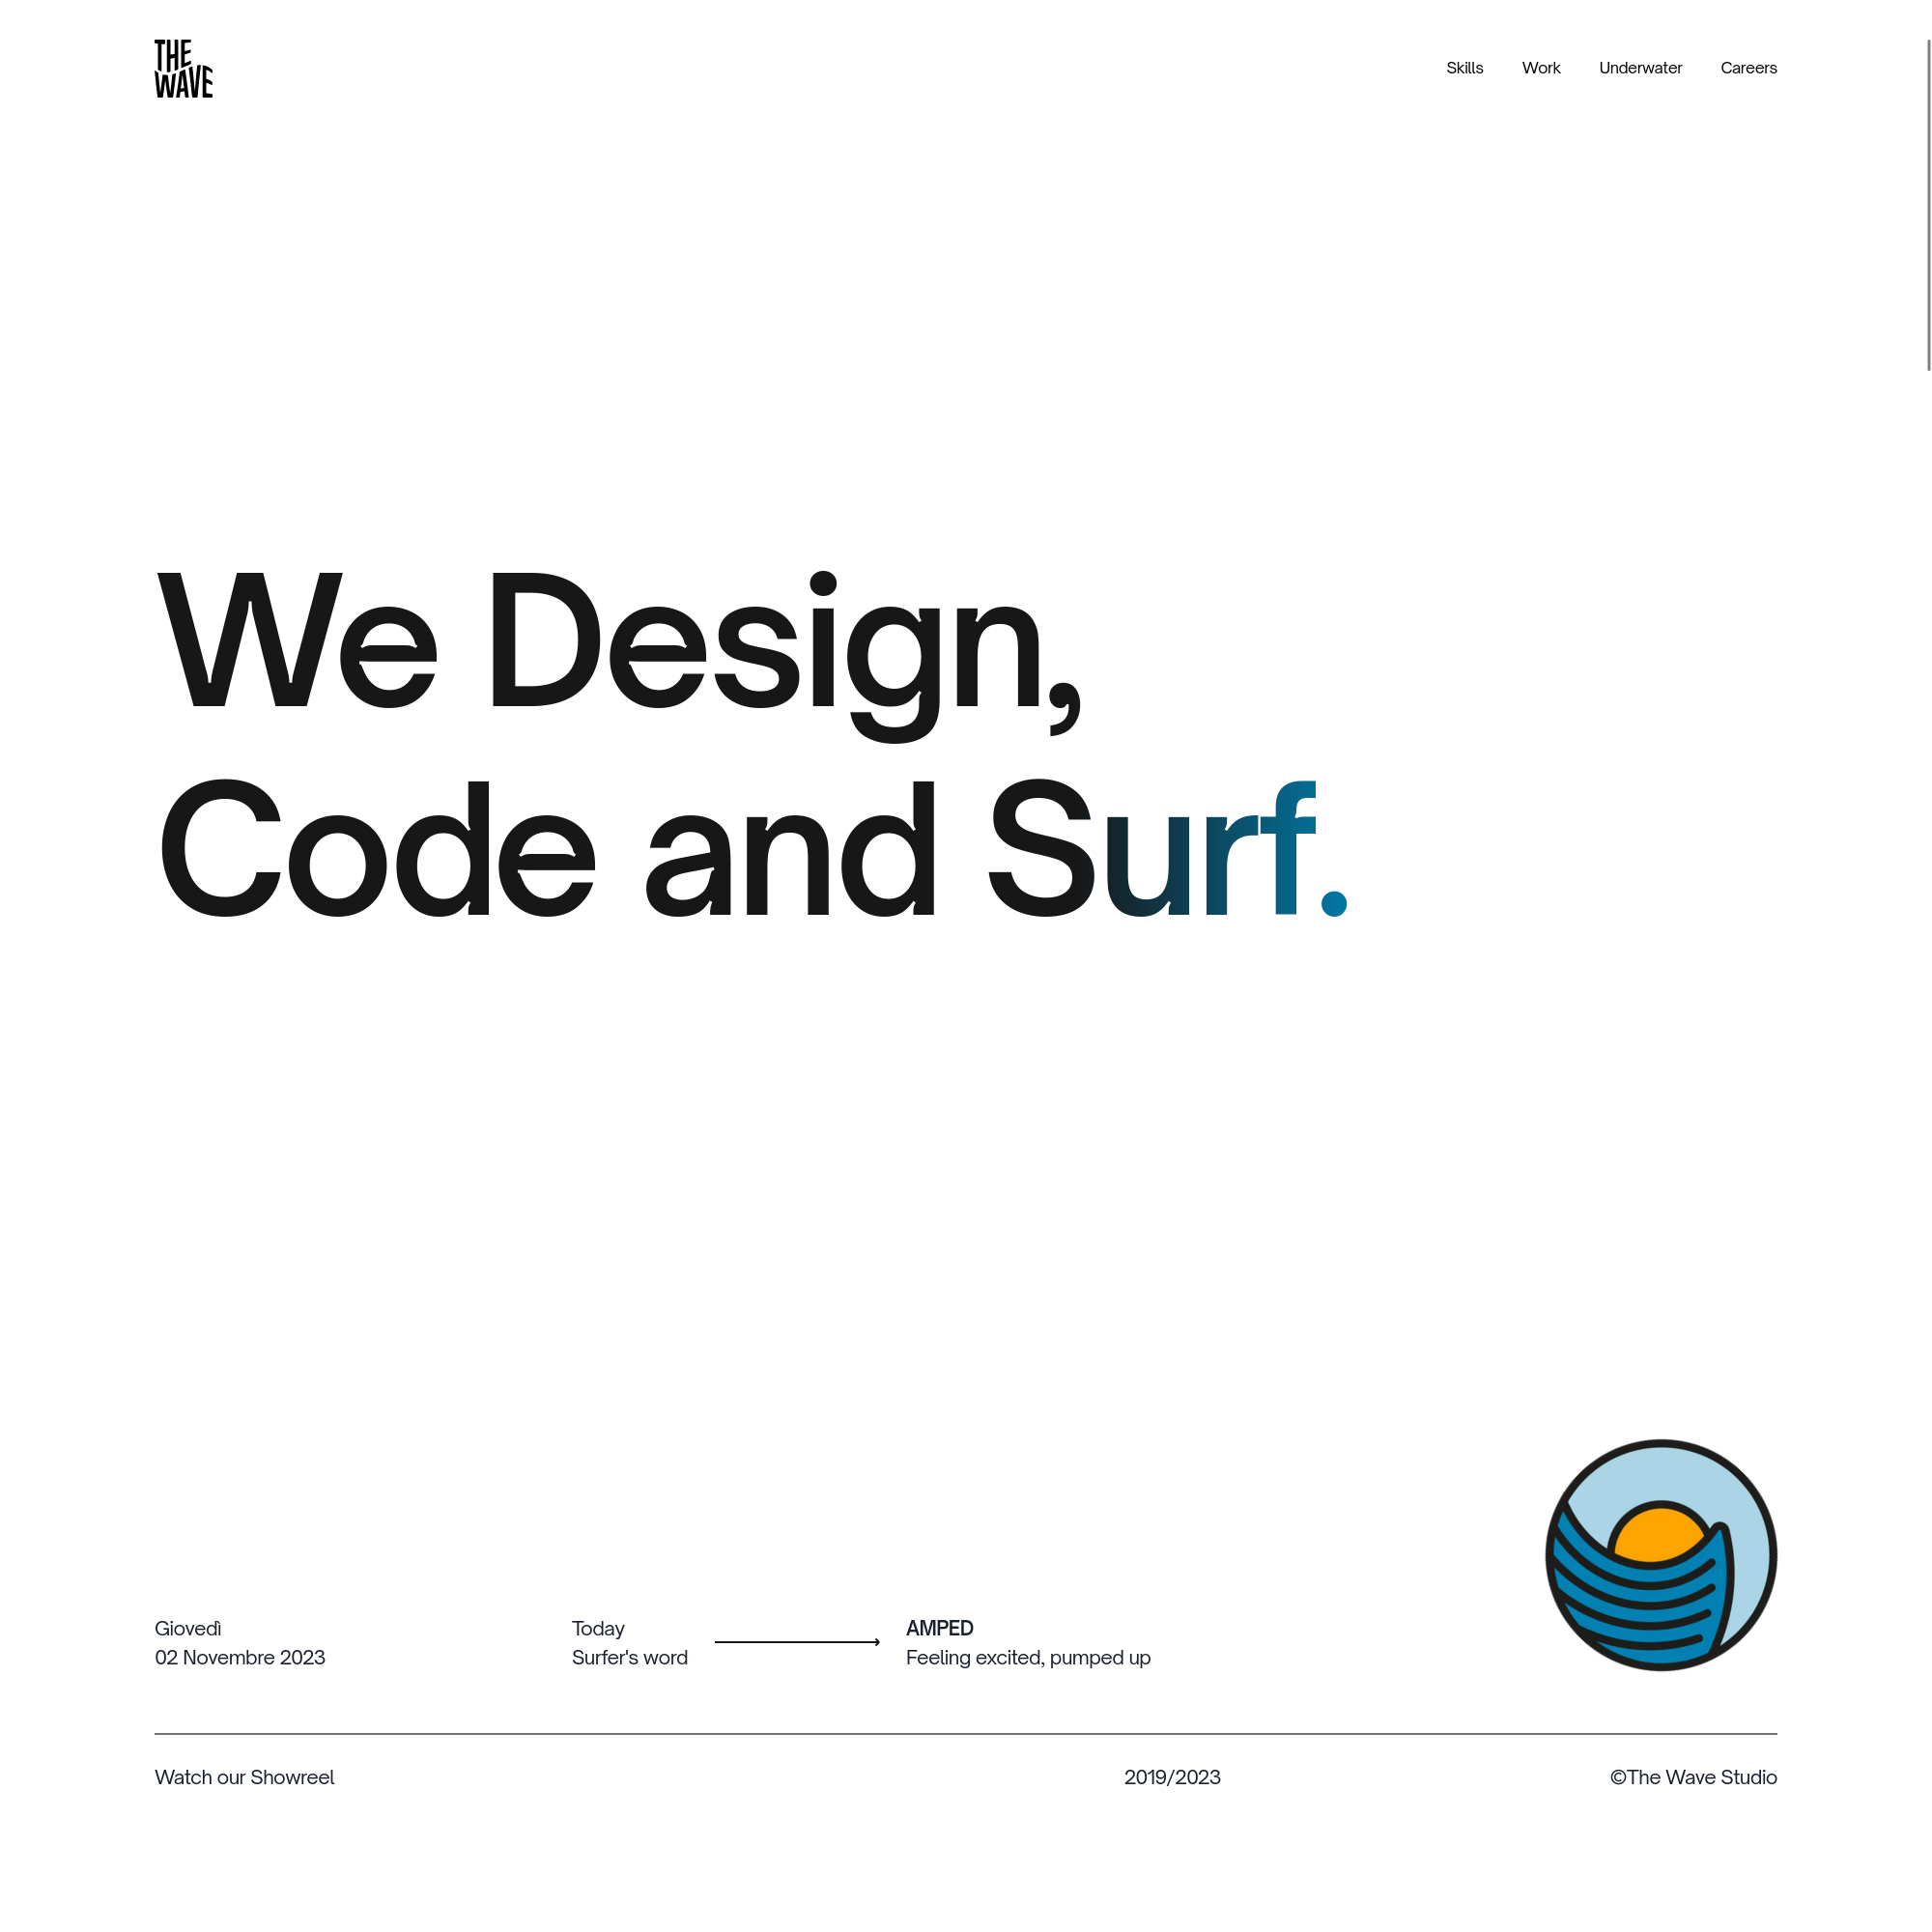 THE
WAVE
Skills Work Underwater Careers
We Design,
Code and Surf.
Giovedì
02 Novembre 2023
Today
Surfer's word
AMPED
Feeling excited, pumped up
Watch our Showreel
2019/2023
©The Wave Studio